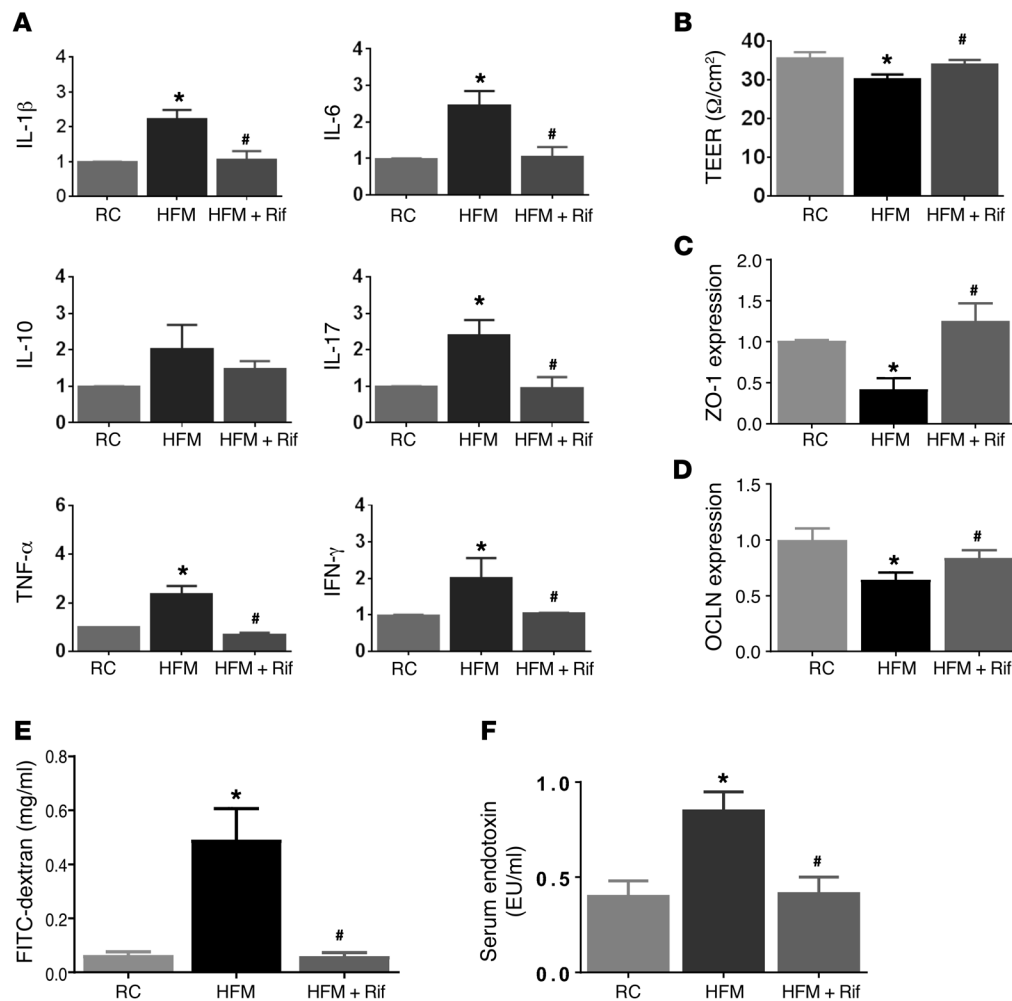 A
IL-1β
4
3
2
1
0
*
#
RC HFM HFM + Rif
IL-6
4
3
2
1
0
*
#
RC HFM HFM + Rif
IL-10
4
3
2
1
0
RC HFM HFM + Rif
IL-17
4
3
2
1
0
*
#
RC HFM HFM + Rif
TNF-α
6
4
2
0
*
#
RC HFM HFM + Rif
IFN-γ
4
3
2
1
0
*
#
RC HFM HFM + Rif
B
TEER (Ω/cm²)
40
30
20
10
0
*
#
RC HFM HFM + Rif
C
ZO-1 expression
2.0
1.5
1.0
0.5
0.0
*
#
RC HFM HFM + Rif
D
OCLN expression
1.5
1.0
0.5
0.0
*
#
RC HFM HFM + Rif
E
FITC-dextran (mg/ml)
0.8
0.6
0.4
0.2
0.0
*
#
RC HFM HFM + Rif
F
Serum endotoxin
(EU/ml)
1.0
0.5
0.0
*
#
RC HFM HFM + Rif